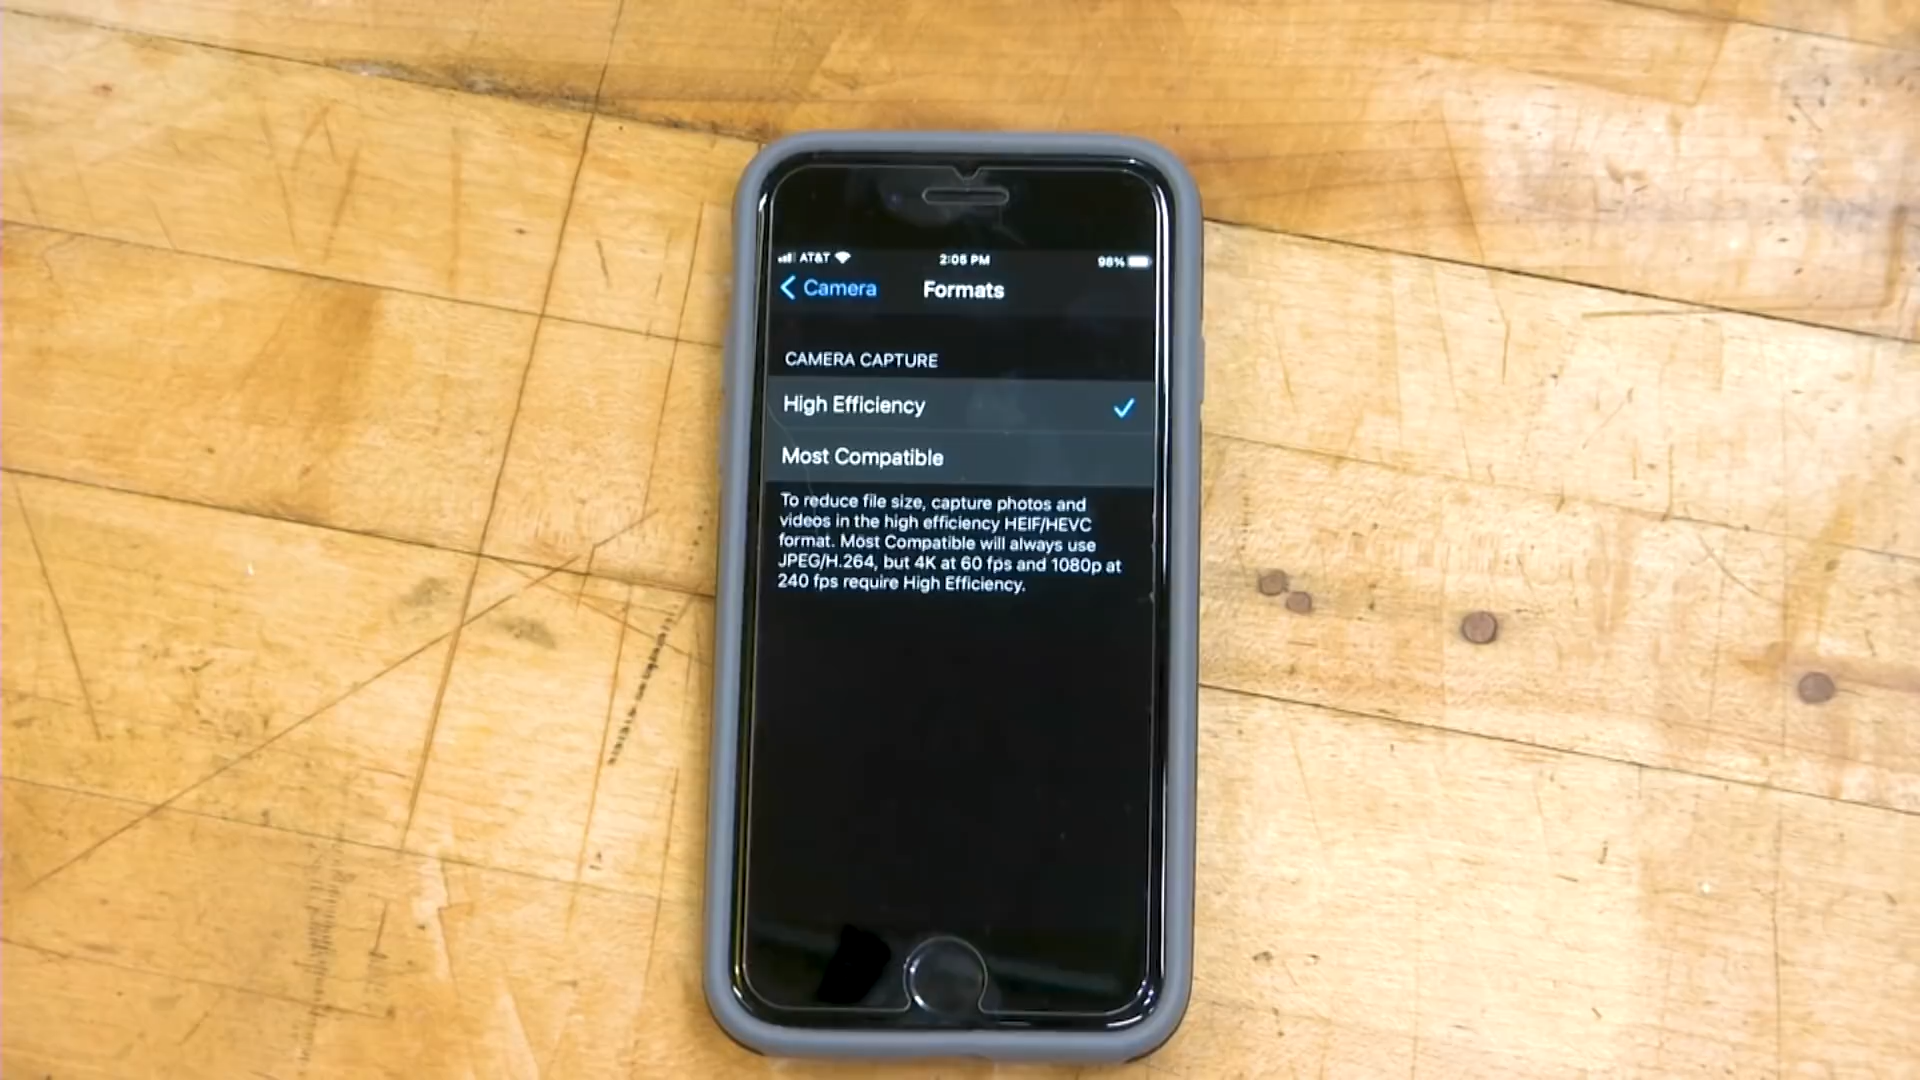 AT&T 2:05 PM 98%
Camera Formats
CAMERA CAPTURE
High Efficiency
Most Compatible
To reduce file size, capture photos and
videos in the high efficiency HEIF/HEVC
format. Most Compatible will always use
JPEG/H.264, but 4K at 60 fps and 1080p at
240 fps require High Efficiency.